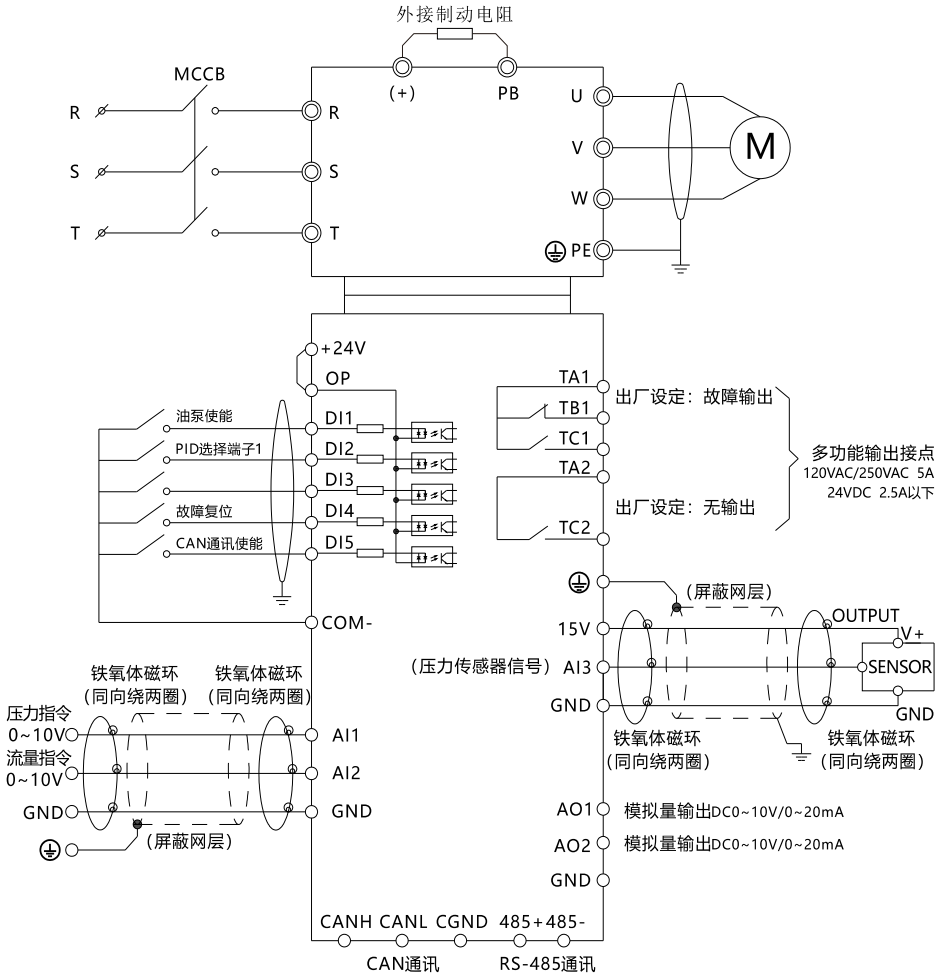 外接制动电阻
MCCB
(+)
PB
R
R
U
S
S
V
M
T
T
W
PE
+24V
OP
TA1
出厂设定：故障输出
油泵使能
DI1
TB1
PID选择端子1
DI2
TC1
多功能输出接点
DI3
TA2
120VAC/250VAC 5A
24VDC 2.5A以下
故障复位
DI4
出厂设定：无输出
CAN通讯使能
DI5
TC2
(屏蔽网层)
COM-
15V
OUTPUT
V+
(压力传感器信号)
AI3
SENSOR
铁氧体磁环
(同向绕两圈)
铁氧体磁环
(同向绕两圈)
GND
GND
压力指令
0~10V
AI1
铁氧体磁环
(同向绕两圈)
铁氧体磁环
(同向绕两圈)
流量指令
0~10V
AI2
GND
GND
AO1
模拟量输出DC0~10V/0~20mA
(屏蔽网层)
AO2
模拟量输出DC0~10V/0~20mA
GND
CANH CANL CGND 485+ 485-
CAN通讯
RS-485通讯